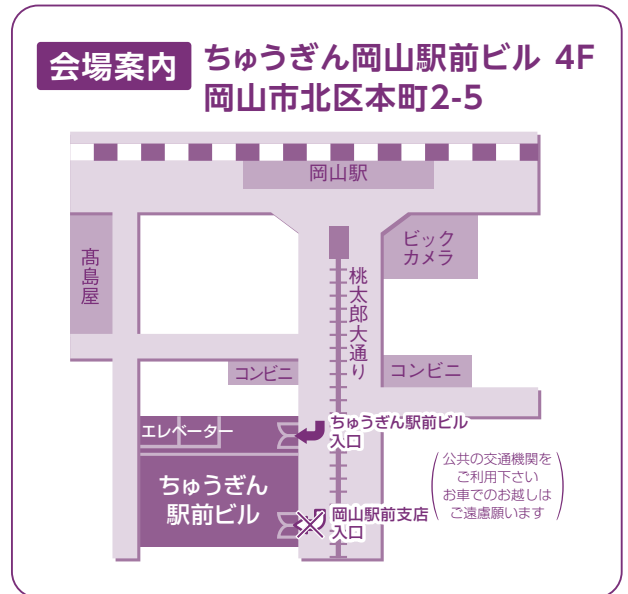 会場案内
ちゅうぎん岡山駅前ビル 4F
岡山市北区本町2-5
岡山駅
髙島屋
ビック
カメラ
桃太郎大通り
コンビニ
コンビニ
エレベーター
ちゅうぎん駅前ビル
入口
ちゅうぎん
駅前ビル
岡山駅前支店
入口
公共の交通機関を
ご利用下さい
お車でのお越しは
ご遠慮願います